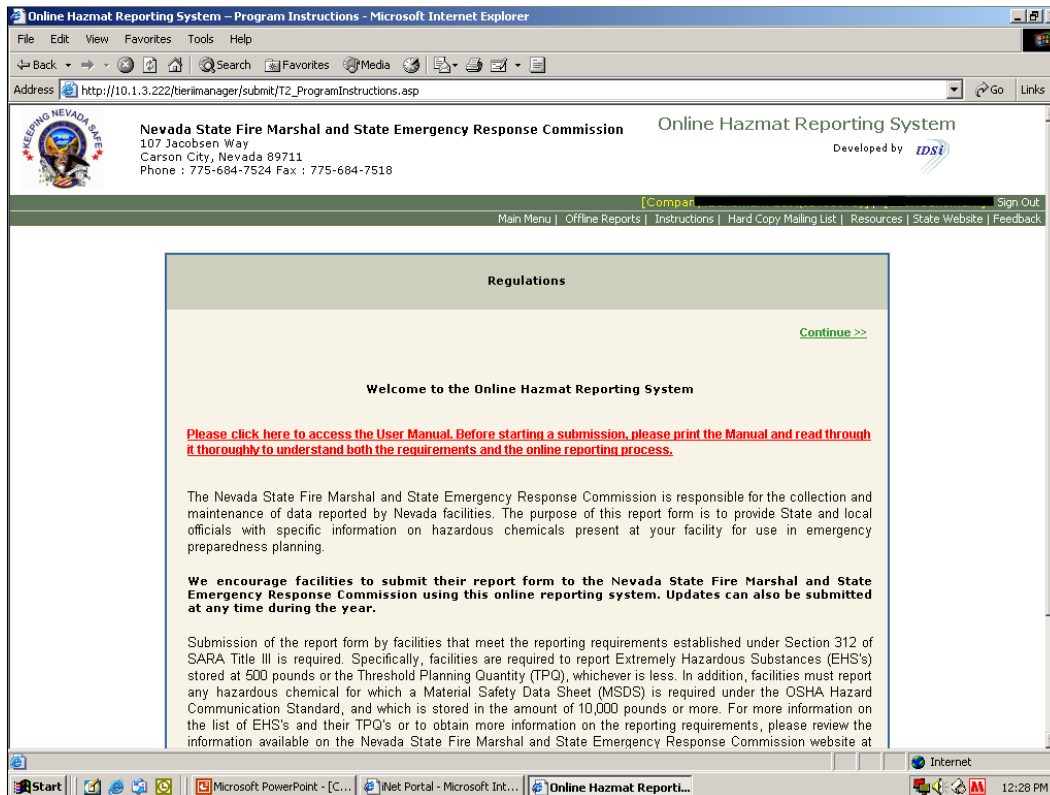 Online Hazmat Reporting System – Program Instructions - Microsoft Internet Explorer
File Edit View Favorites Tools Help
Back Search Favorites Media
Address http://10.1.3.222/tieriimanager/submit/T2_ProgramInstructions.asp Go Links
KEEPING NEVADA SAFE
Nevada State Fire Marshal and State Emergency Response Commission
107 Jacobsen Way
Carson City, Nevada 89711
Phone : 775-684-7524 Fax : 775-684-7518
Online Hazmat Reporting System
Developed by IDSi
[Compan Sign Out
Main Menu | Offline Reports | Instructions | Hard Copy Mailing List | Resources | State Website | Feedback
Regulations
Continue >>
Welcome to the Online Hazmat Reporting System
Please click here to access the User Manual. Before starting a submission, please print the Manual and read through
it thoroughly to understand both the requirements and the online reporting process.
The Nevada State Fire Marshal and State Emergency Response Commission is responsible for the collection and
maintenance of data reported by Nevada facilities. The purpose of this report form is to provide State and local
officials with specific information on hazardous chemicals present at your facility for use in emergency
preparedness planning.
We encourage facilities to submit their report form to the Nevada State Fire Marshal and State
Emergency Response Commission using this online reporting system. Updates can also be submitted
at any time during the year.
Submission of the report form by facilities that meet the reporting requirements established under Section 312 of
SARA Title III is required. Specifically, facilities are required to report Extremely Hazardous Substances (EHS's)
stored at 500 pounds or the Threshold Planning Quantity (TPQ), whichever is less. In addition, facilities must report
any hazardous chemical for which a Material Safety Data Sheet (MSDS) is required under the OSHA Hazard
Communication Standard, and which is stored in the amount of 10,000 pounds or more. For more information on
the list of EHS's and their TPQ's or to obtain more information on the reporting requirements, please review the
information available on the Nevada State Fire Marshal and State Emergency Response Commission website at
Internet
Start Microsoft PowerPoint - [C... iNet Portal - Microsoft Int... Online Hazmat Reporti... 12:28 PM